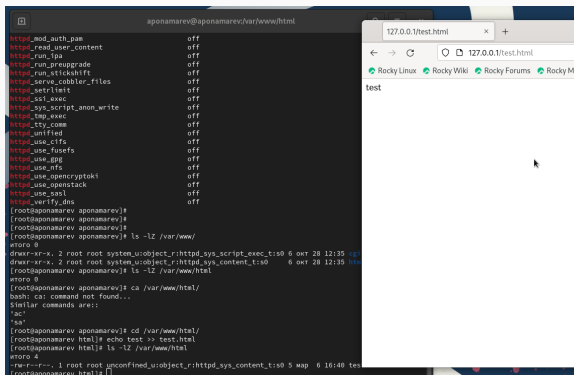 aponamarev@aponamarev:/var/www/html
httpd_mod_auth_pam off
httpd_read_user_content off
httpd_run_ipa off
httpd_run_preupgrade off
httpd_run_stickshift off
httpd_serve_cobbler_files off
httpd_setrlimit off
httpd_ssi_exec off
httpd_sys_script_anon_write off
httpd_tmp_exec off
httpd_tty_comm off
httpd_unified off
httpd_use_cifs off
httpd_use_fusefs off
httpd_use_gpg off
httpd_use_nfs off
httpd_use_opencryptoki off
httpd_use_openstack off
httpd_use_sasl off
httpd_verify_dns off
[root@aponamarev aponamarev]#
[root@aponamarev aponamarev]#
[root@aponamarev aponamarev]#
[root@aponamarev aponamarev]# ls -lZ /var/www/
итого 0
drwxr-xr-x. 2 root root system_u:object_r:httpd_sys_script_exec_t:s0 6 окт 28 12:35 cgi
drwxr-xr-x. 2 root root system_u:object_r:httpd_sys_content_t:s0 6 окт 28 12:35 htm
[root@aponamarev aponamarev]# ls -lZ /var/www/html
итого 0
[root@aponamarev aponamarev]# ca /var/www/html/
bash: ca: command not found...
Similar commands are::
'ac'
'sa'
[root@aponamarev aponamarev]# cd /var/www/html/
[root@aponamarev html]# echo test >> test.html
[root@aponamarev html]# ls -lZ /var/www/html
итого 4
-rw-r--r--. 1 root root unconfined_u:object_r:httpd_sys_content_t:s0 5 мар 6 16:40 tes
[root@aponamarev html]#
127.0.0.1/test.html
127.0.0.1/test.html
Rocky Linux Rocky Wiki Rocky Forums Rocky M
test